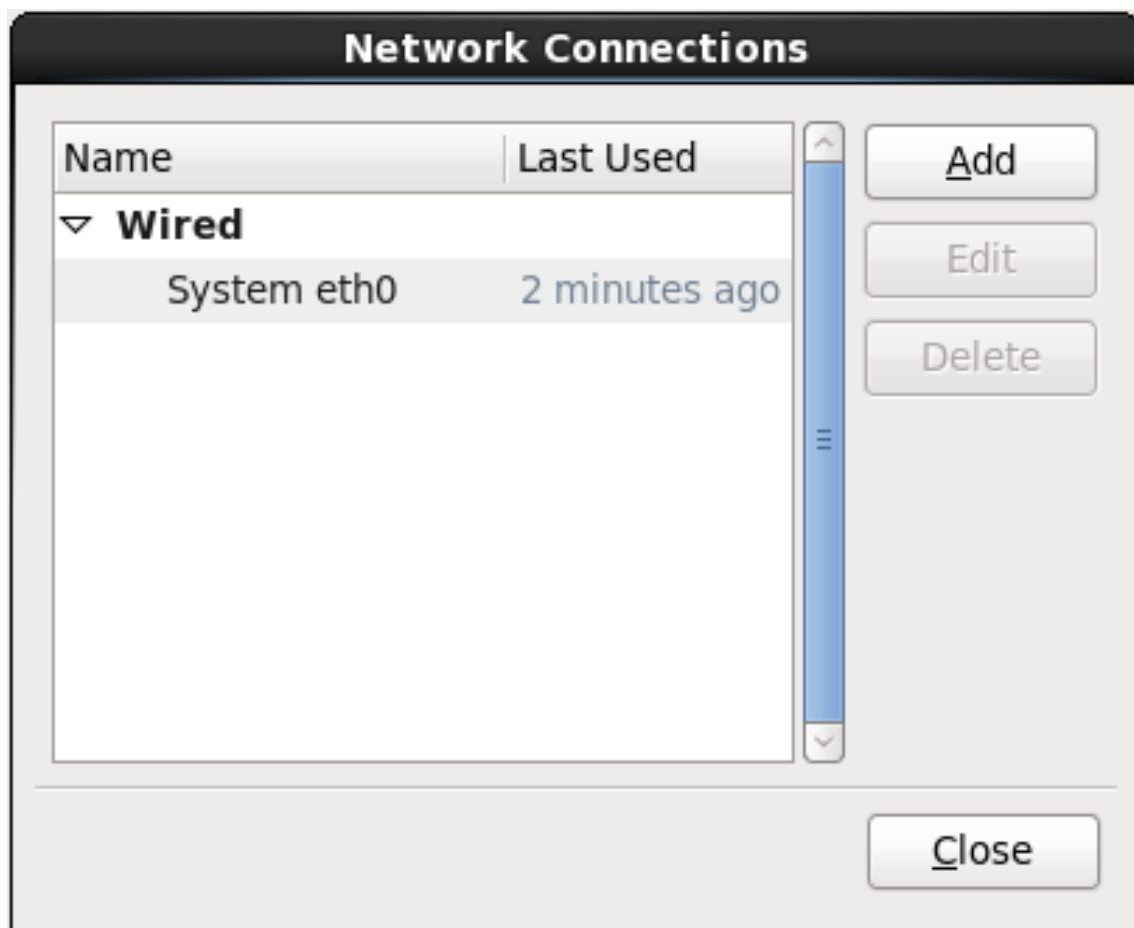 Network Connections
Name Last Used
Wired
System eth0 2 minutes ago
Add
Edit
Delete
Close